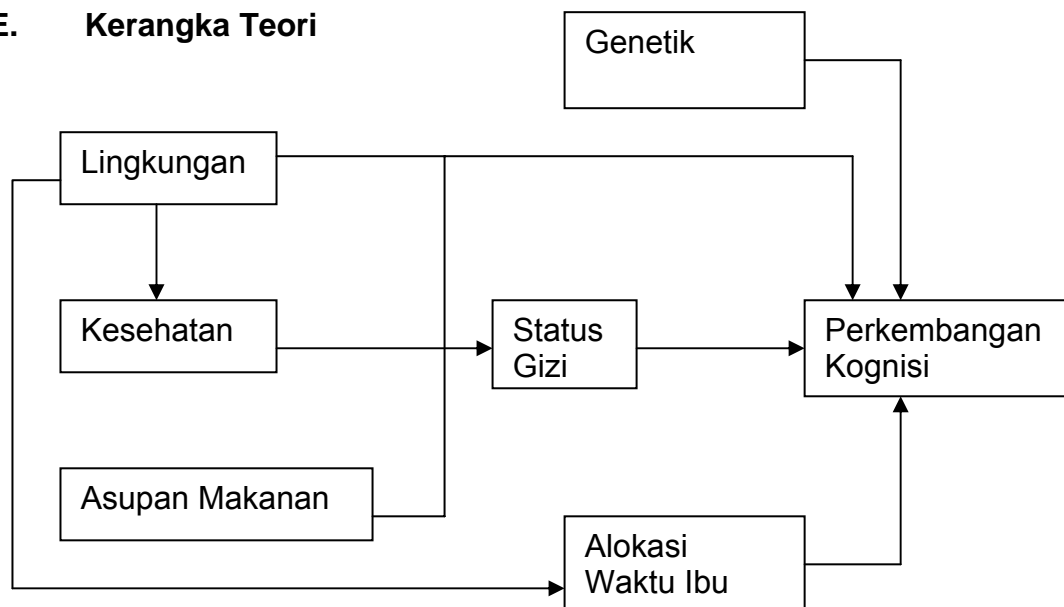 E. Kerangka Teori
Genetik
Lingkungan
Kesehatan
Status
Gizi
Perkembangan
Kognisi
Asupan Makanan
Alokasi
Waktu Ibu